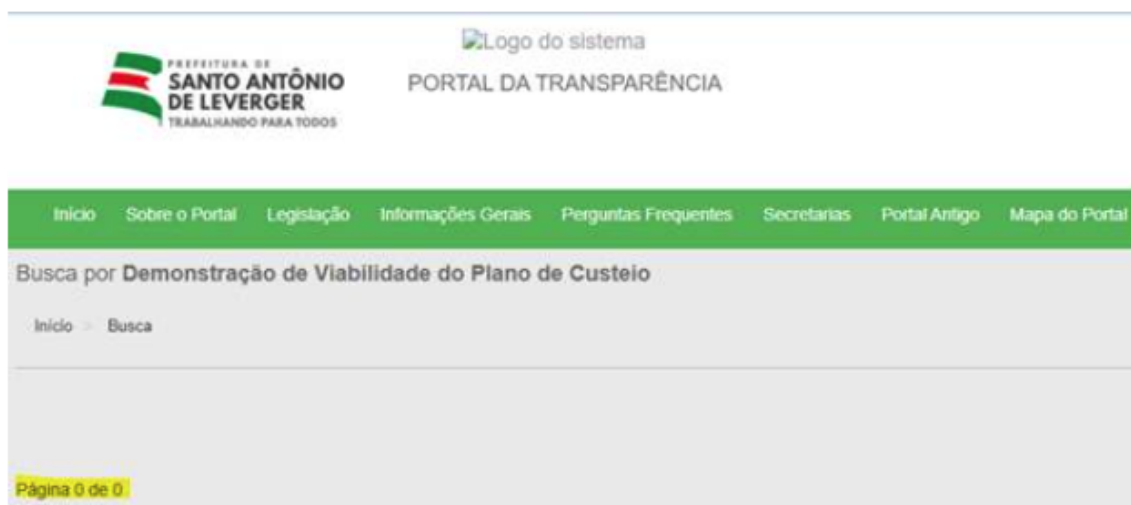 Logo do sistema
PREFEITURA DE
SANTO ANTÔNIO
DE LEVERGER
TRABALHANDO PARA TODOS
PORTAL DA TRANSPARÊNCIA
Início Sobre o Portal Legislação Informações Gerais Perguntas Frequentes Secretarias Portal Antigo Mapa do Portal
Busca por Demonstração de Viabilidade do Plano de Custeio
Início > Busca
Página 0 de 0